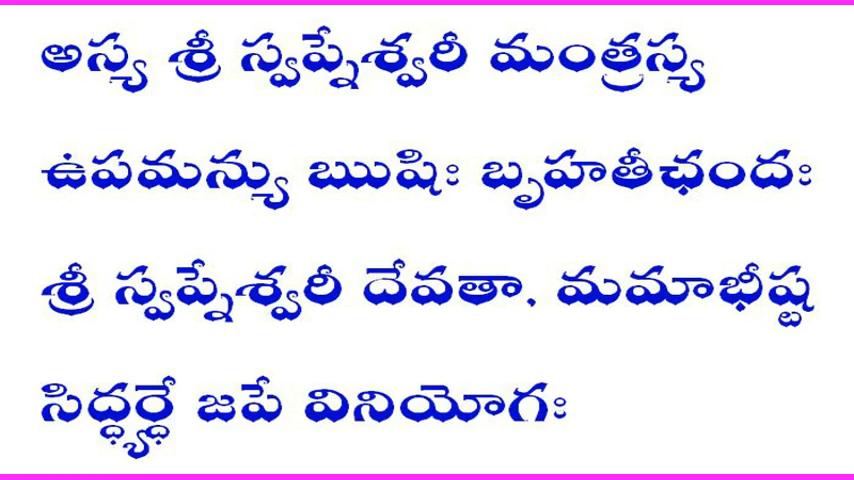 అస్య శ్రీ స్వప్నేశ్వరీ మంత్రస్య
ఉపమన్యు ఋషిః బృహతీఛందః
శ్రీ స్వప్నేశ్వరీ దేవతా, మమాభీష్ట
సిద్ధ్యర్ధే జపే వినియోగః